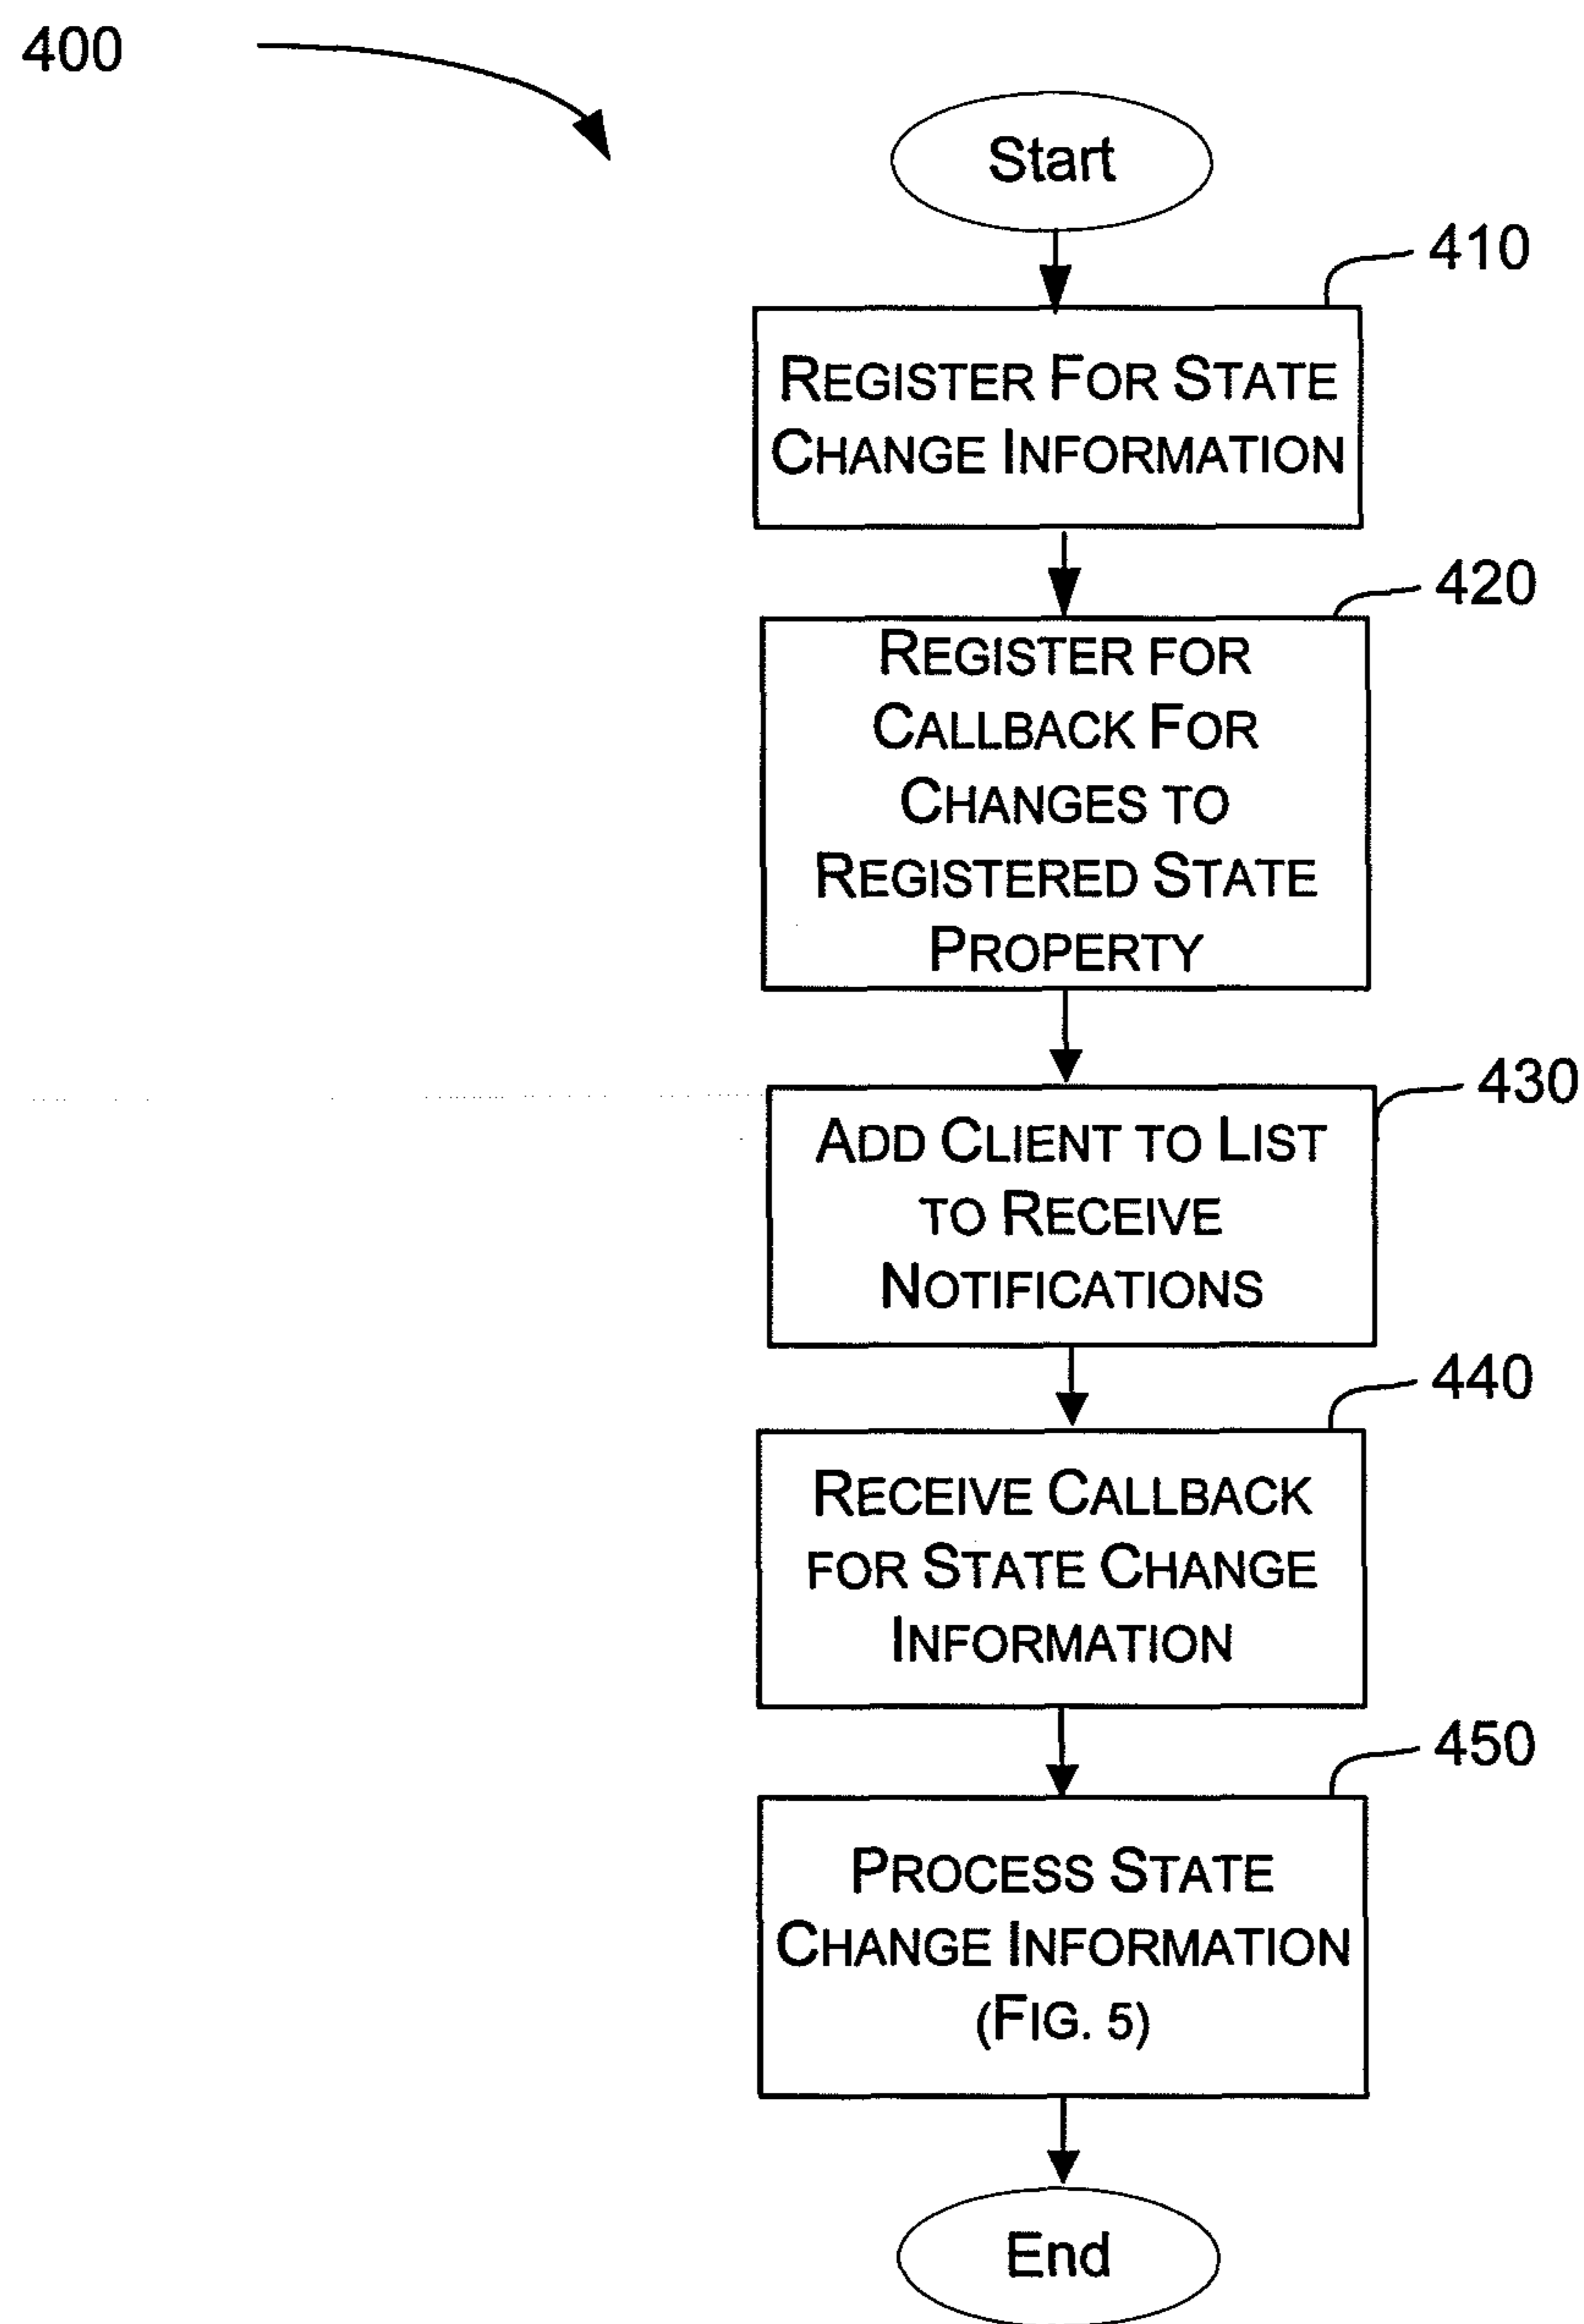 400
Start
410
REGISTER FOR STATE
CHANGE INFORMATION
420
REGISTER FOR
CALLBACK FOR
CHANGES TO
REGISTERED STATE
PROPERTY
430
ADD CLIENT TO LIST
TO RECEIVE
NOTIFICATIONS
440
RECEIVE CALLBACK
FOR STATE CHANGE
INFORMATION
450
PROCESS STATE
CHANGE INFORMATION
(FIG. 5)
End